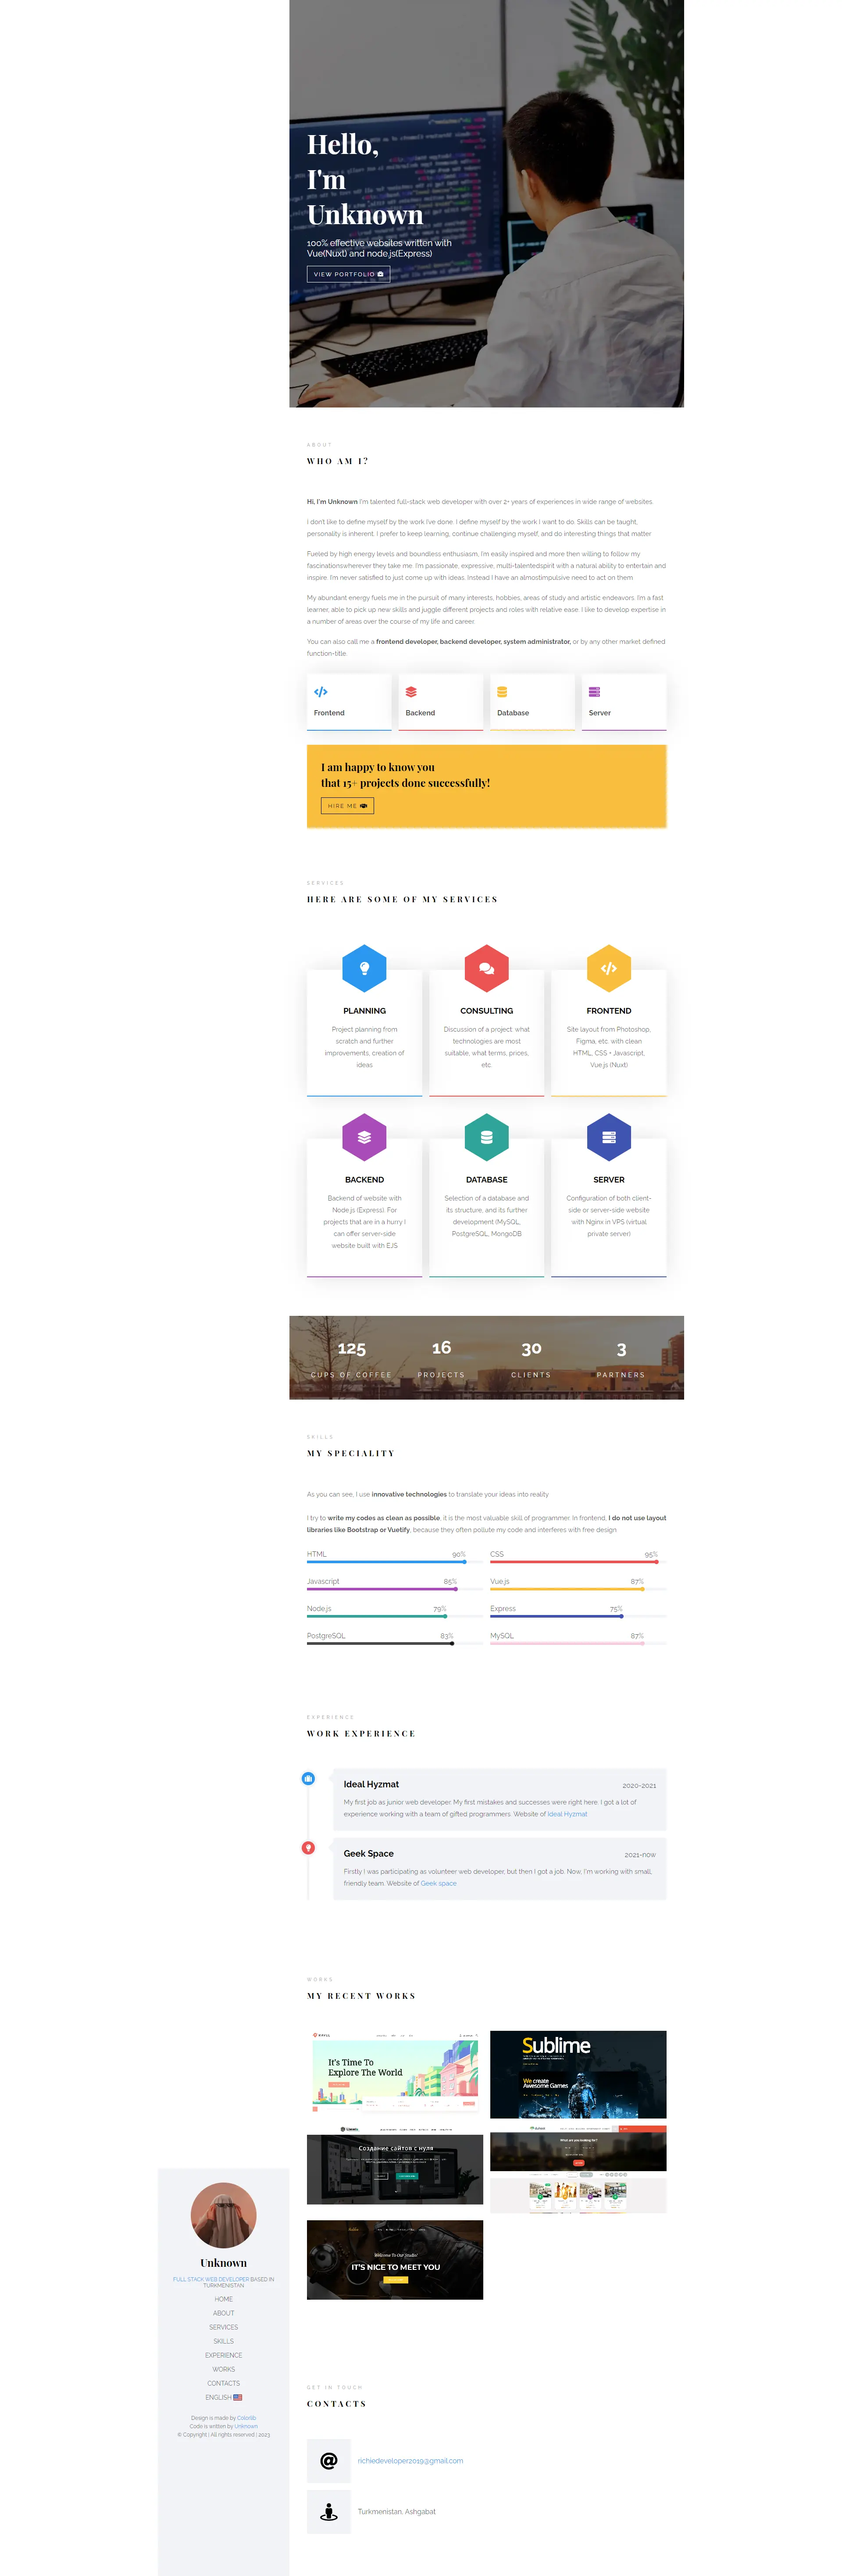 Hello,
I'm
Unknown
100% effective websites written with
Vue(Nuxt) and node.js(Express)
VIEW PORTFOLIO
ABOUT
WHO AM I?
Hi, I'm Unknown I'm talented full-stack web developer with over 2+ years of experiences in wide range of websites.
I don't like to define myself by the work I've done. I define myself by the work I want to do. Skills can be taught,
personality is inherent. I prefer to keep learning, continue challenging myself, and do interesting things that matter
Fueled by high energy levels and boundless enthusiasm, I'm easily inspired and more then willing to follow my
fascinationswherever they take me. I'm passionate, expressive, multi-talentedspirit with a natural ability to entertain and
inspire. I'm never satisfied to just come up with ideas. Instead I have an almostimpulsive need to act on them
My abundant energy fuels me in the pursuit of many interests, hobbies, areas of study and artistic endeavors. I'm a fast
learner, able to pick up new skills and juggle different projects and roles with relative ease. I like to develop expertise in
a number of areas over the course of my life and career.
You can also call me a frontend developer, backend developer, system administrator, or by any other market defined
function-title.
Frontend
Backend
Database
Server
I am happy to know you
that 15+ projects done successfully!
HIRE ME
SERVICES
HERE ARE SOME OF MY SERVICES
PLANNING
Project planning from
scratch and further
improvements, creation of
ideas
CONSULTING
Discussion of a project: what
technologies are most
suitable, what terms, prices,
etc.
FRONTEND
Site layout from Photoshop,
Figma, etc. with clean
HTML, CSS + Javascript,
Vue.js (Nuxt)
BACKEND
Backend of website with
Node.js (Express). For
projects that are in a hurry I
can offer server-side
website built with EJS
DATABASE
Selection of a database and
its structure, and its further
development (MySQL,
PostgreSQL, MongoDB
SERVER
Configuration of both client-
side or server-side website
with Nginx in VPS (virtual
private server)
125
CUPS OF COFFEE
16
PROJECTS
30
CLIENTS
3
PARTNERS
SKILLS
MY SPECIALITY
As you can see, I use innovative technologies to translate your ideas into reality
I try to write my codes as clean as possible, it is the most valuable skill of programmer. In frontend, I do not use layout
libraries like Bootstrap or Vuetify, because they often pollute my code and interferes with free design
HTML 90%
CSS 95%
Javascript 85%
Vue.js 87%
Node.js 79%
Express 75%
PostgreSQL 83%
MySQL 87%
EXPERIENCE
WORK EXPERIENCE
Ideal Hyzmat 2020-2021
My first job as junior web developer. My first mistakes and successes were right here. I got a lot of
experience working with a team of gifted programmers. Website of Ideal Hyzmat
Geek Space 2021-now
Firstly I was participating as volunteer web developer, but then I got a job. Now, I'm working with small,
friendly team. Website of Geek space
WORKS
MY RECENT WORKS
It's Time To
Explore The World
Sublime
We create
Awesome Games
Создание сайтов с нуля
What are you looking for?
Welcome To Our Studio!
IT'S NICE TO MEET YOU
Unknown
FULL STACK WEB DEVELOPER BASED IN
TURKMENISTAN
HOME
ABOUT
SERVICES
SKILLS
EXPERIENCE
WORKS
CONTACTS
ENGLISH
Design is made by Colorlib
Code is written by Unknown
© Copyright | All rights reserved | 2023
GET IN TOUCH
CONTACTS
richiedeveloper2019@gmail.com
Turkmenistan, Ashgabat